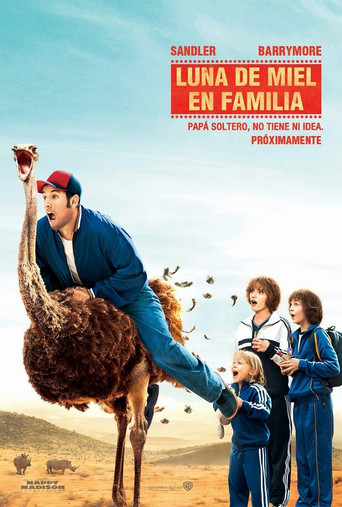 SANDLER BARRYMORE
LUNA DE MIEL
EN FAMILIA
PAPÁ SOLTERO, NO TIENE NI IDEA.
PRÓXIMAMENTE
HAPPY
MADISON